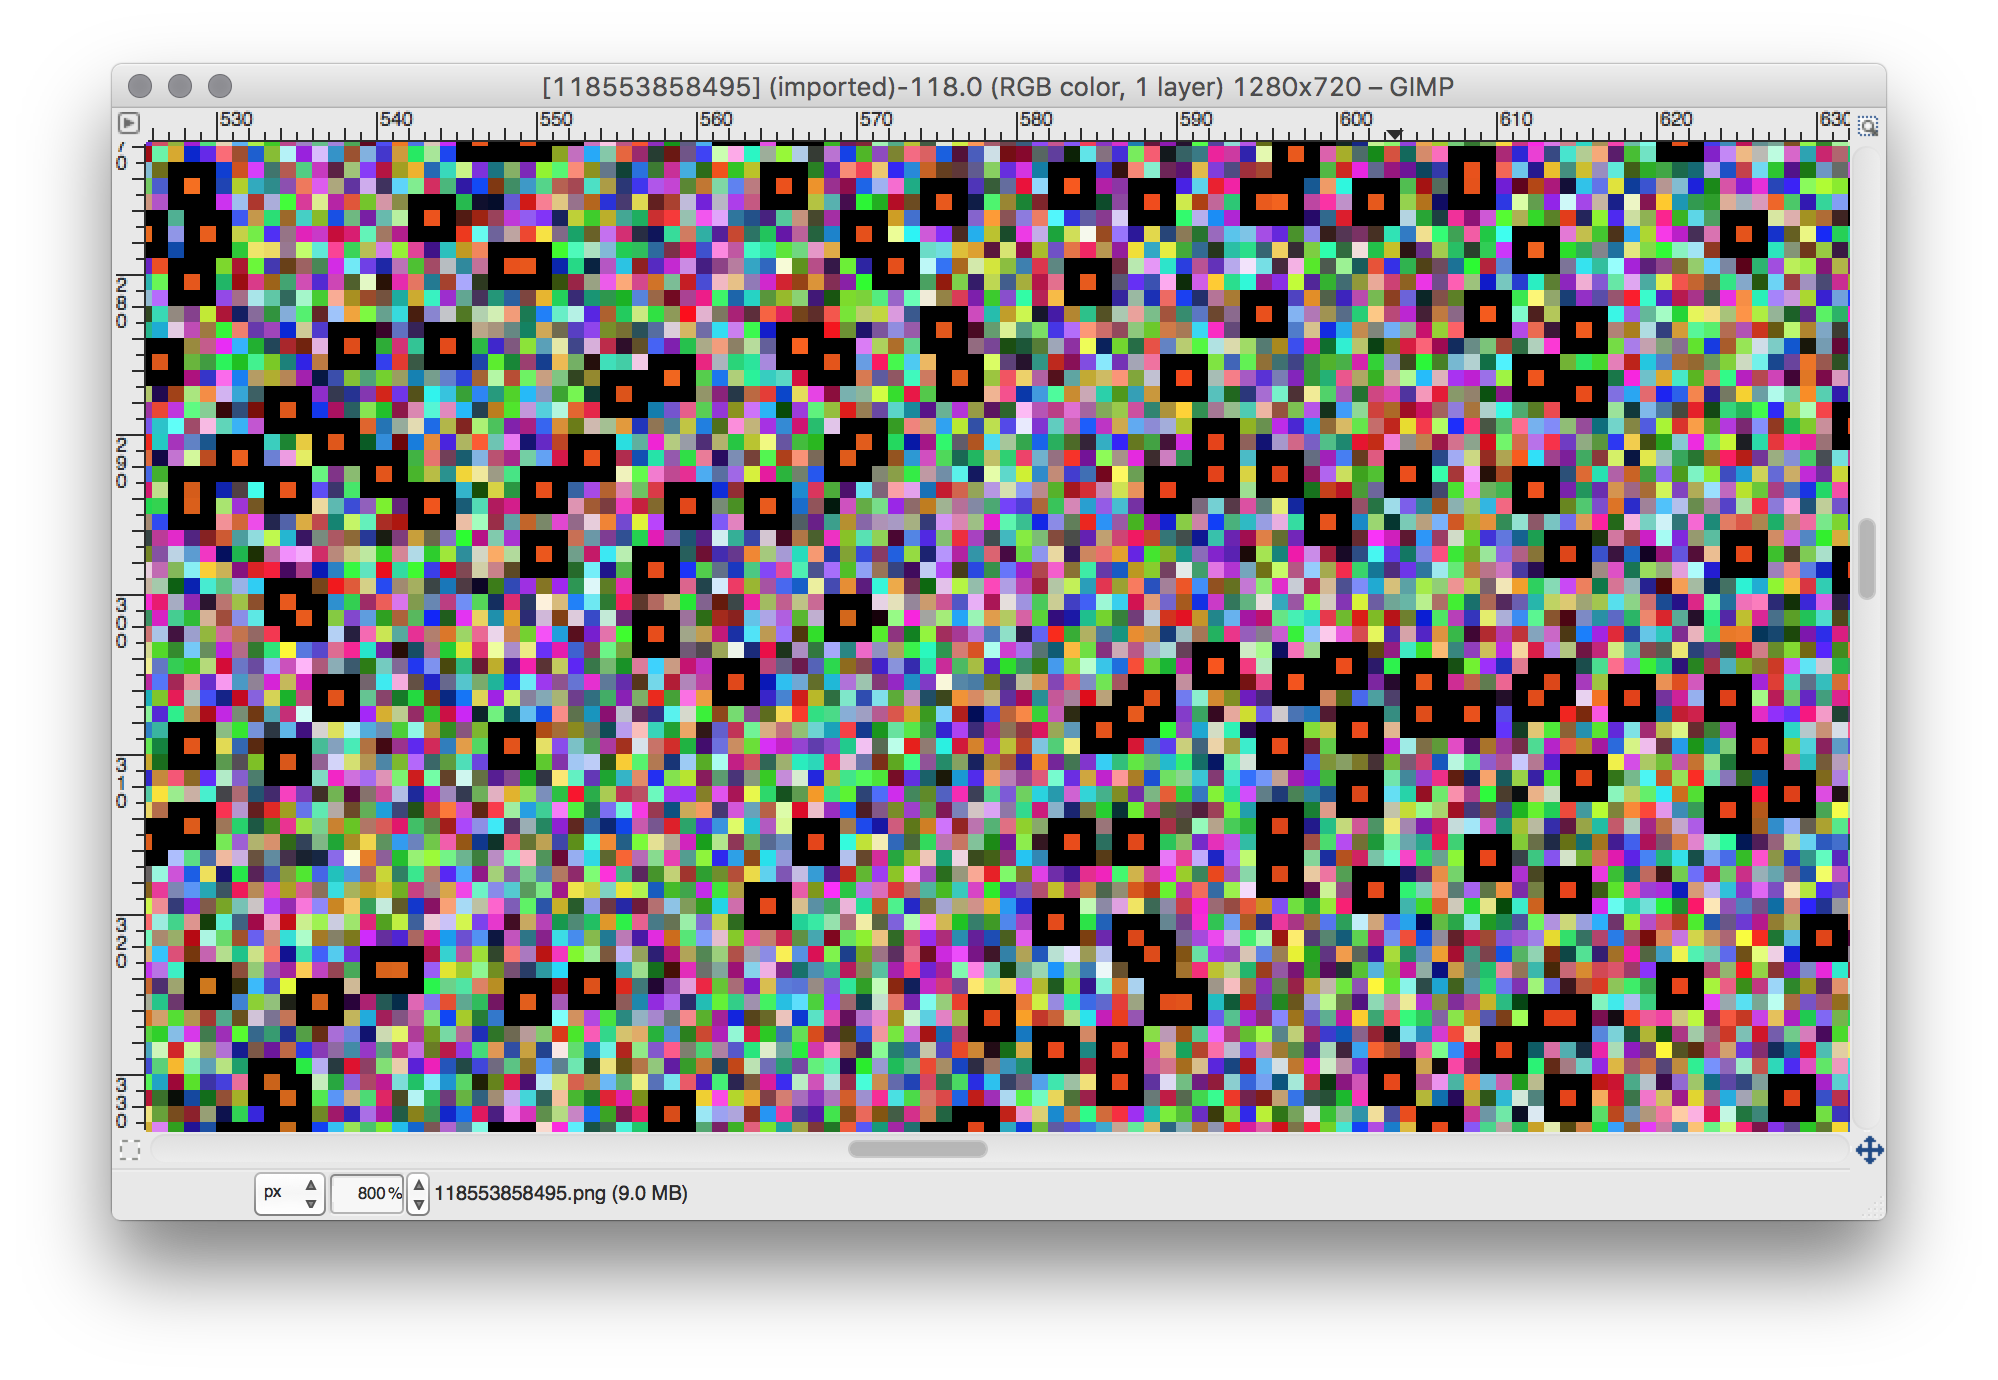 [118553858495] (imported)-118.0 (RGB color, 1 layer) 1280x720 – GIMP
530 540 550 560 570 580 590 600 610 620 630
70
280
290
300
310
320
330
px 800% 118553858495.png (9.0 MB)